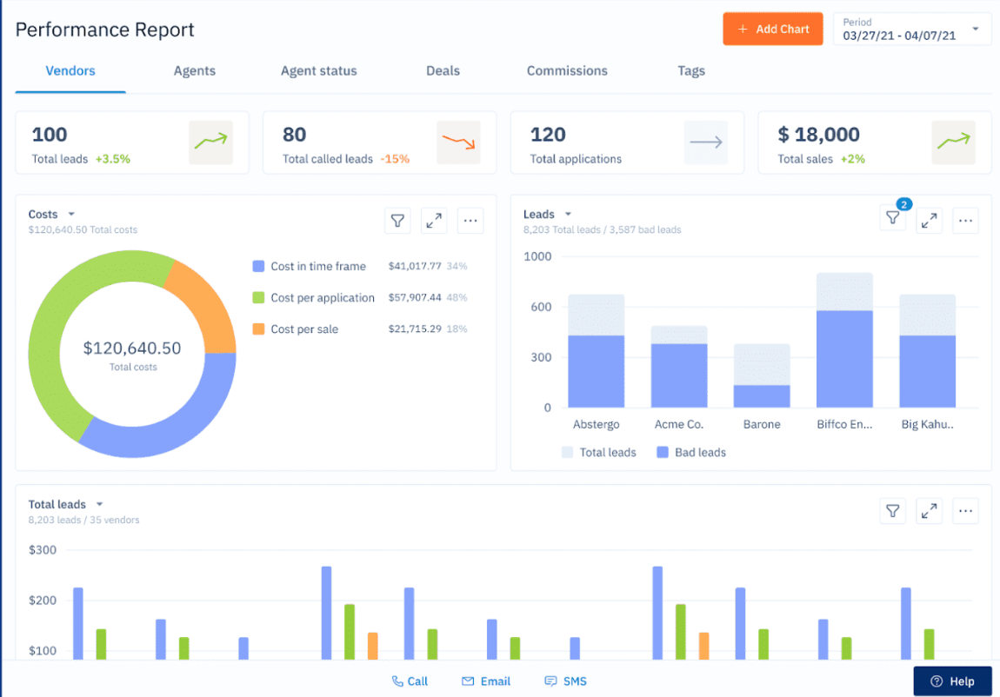 Performance Report
+ Add Chart
Period
03/27/21 - 04/07/21
Vendors
Agents
Agent status
Deals
Commissions
Tags
100
Total leads +3.5%
80
Total called leads -15%
120
Total applications
$ 18,000
Total sales +2%
Costs
$120,640.50 Total costs
Cost in time frame $41,017.77 34%
Cost per application $57,907.44 48%
Cost per sale $21,715.29 18%
$120,640.50
Total costs
Leads
8,203 Total leads / 3,587 bad leads
2
1000
600
300
0
Abstergo
Acme Co.
Barone
Biffco En...
Big Kahu..
Total leads
Bad leads
Total leads
8,203 leads / 35 vendors
$300
$200
$100
Call
Email
SMS
Help